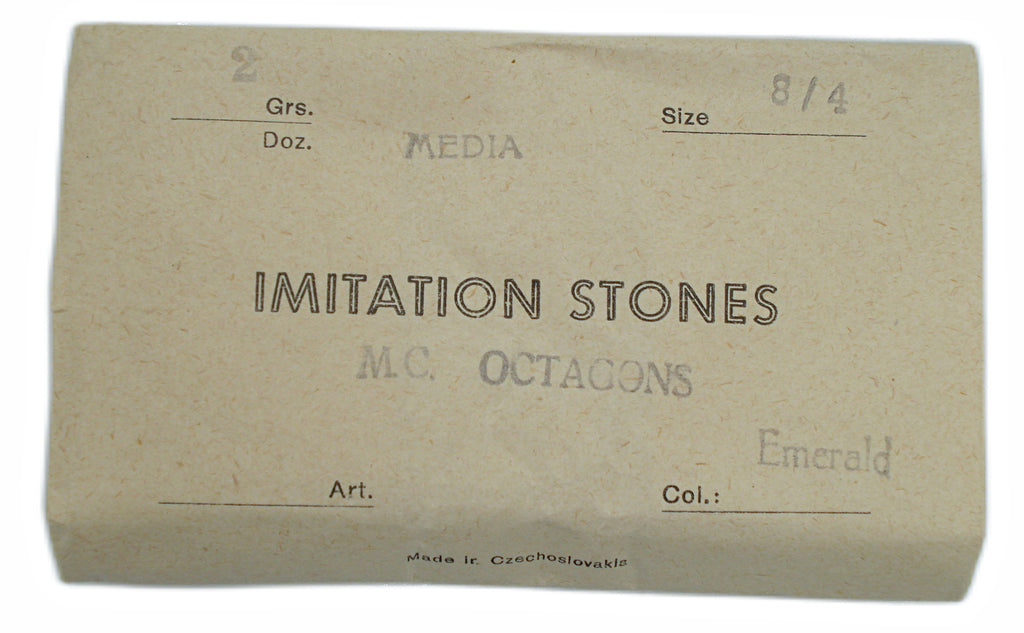 2
Grs.
Doz.
MEDIA
Size 8/4
IMITATION STONES
M.C. OCTAGONS
Art.
Col.: Emerald
Made in Czechoslovakia